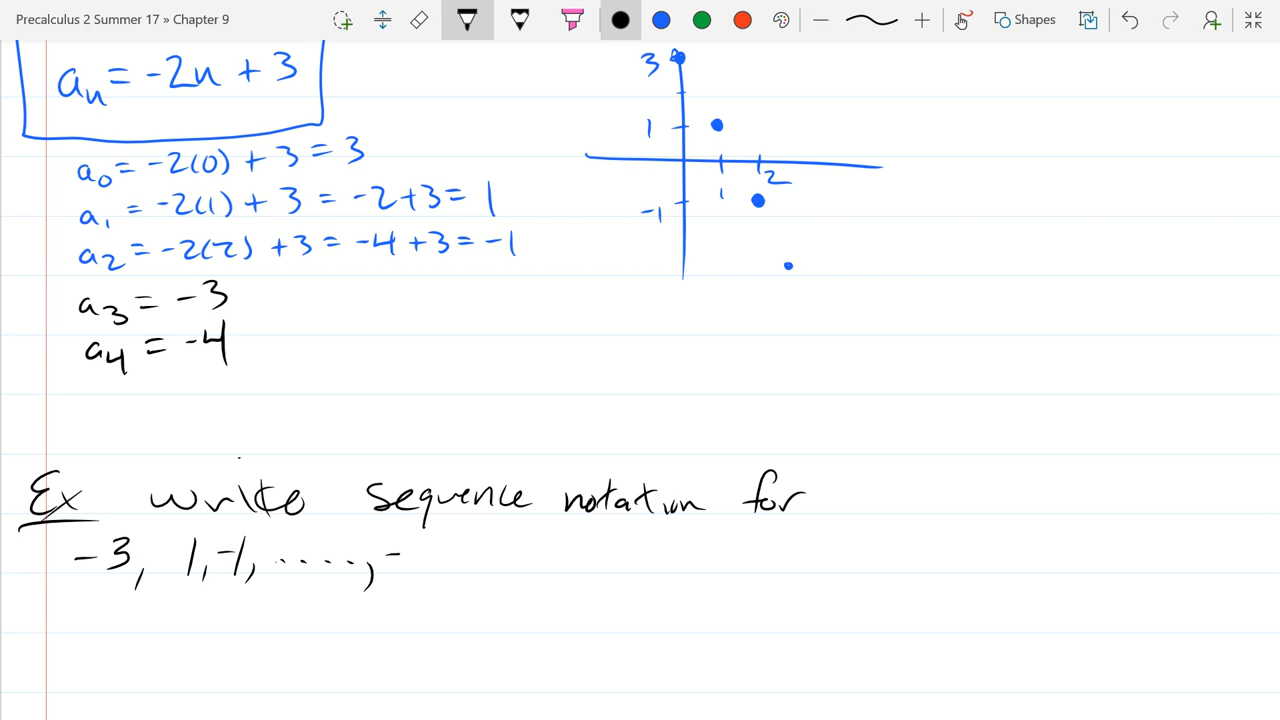 Precalculus 2 Summer 17 » Chapter 9
Shapes
aₙ = -2n + 3
a₀ = -2(0) + 3 = 3
a₁ = -2(1) + 3 = -2+3 = 1
a₂ = -2(2) + 3 = -4 + 3 = -1
a₃ = -3
a₄ = -4
3
1
2
1
-1
Ex write sequence notation for
-3, 1, -1, ....., -